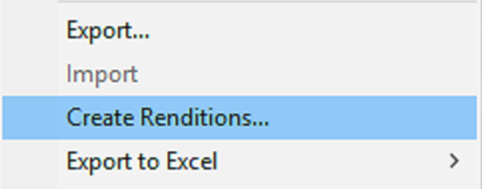 Export...
Import
Create Renditions...
Export to Excel